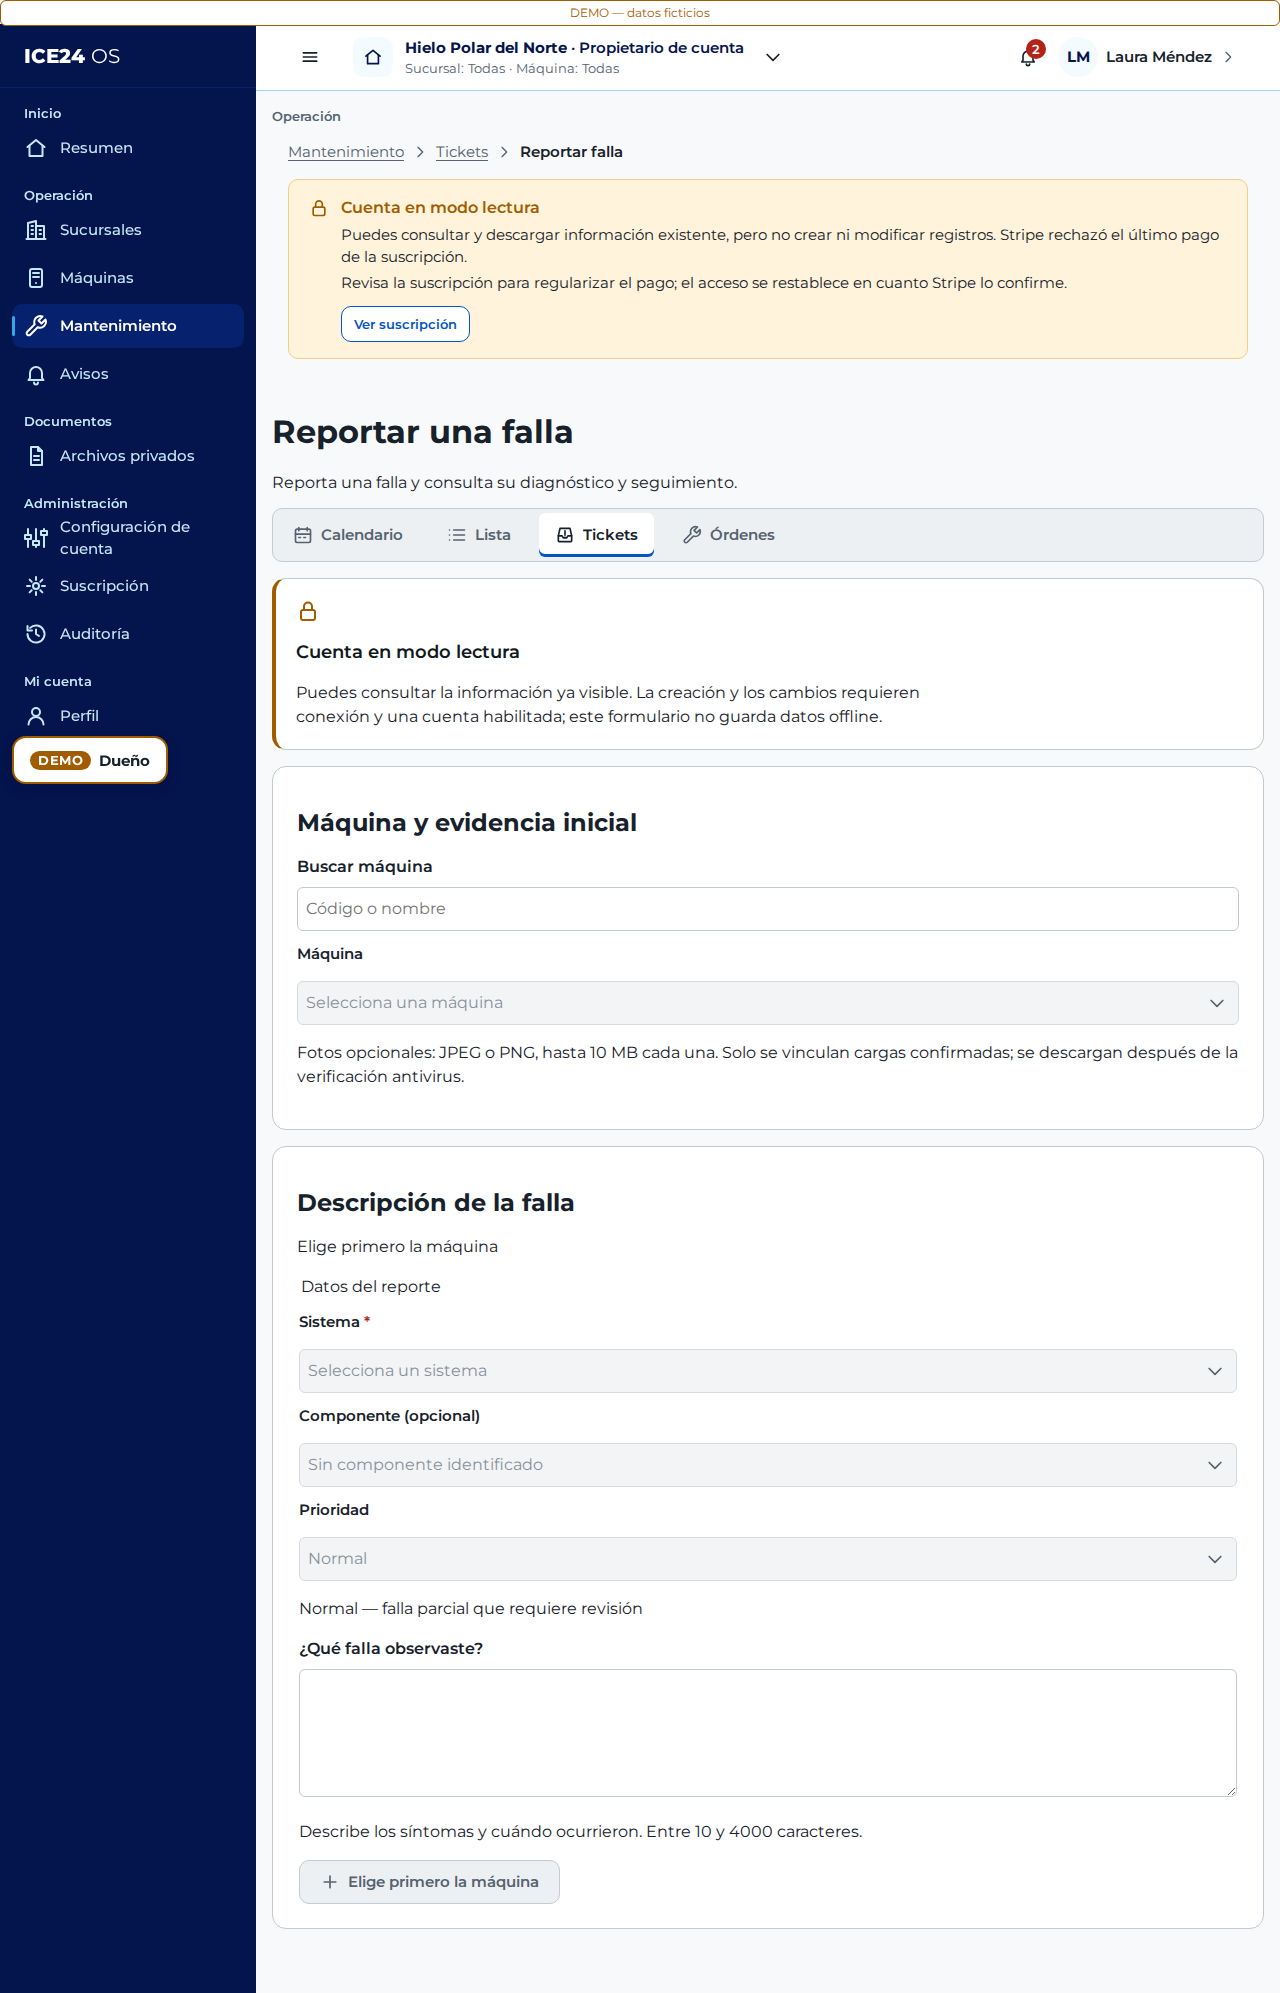 DEMO — datos ficticios
ICE24 OS
Hielo Polar del Norte · Propietario de cuenta
Sucursal: Todas · Máquina: Todas
2
LM
Laura Méndez
Inicio
Resumen
Operación
Sucursales
Máquinas
Mantenimiento
Avisos
Documentos
Archivos privados
Administración
Configuración de
cuenta
Suscripción
Auditoría
Mi cuenta
Perfil
DEMO Dueño
Operación
Mantenimiento
Tickets
Reportar falla
Cuenta en modo lectura
Puedes consultar y descargar información existente, pero no crear ni modificar registros. Stripe rechazó el último pago
de la suscripción.
Revisa la suscripción para regularizar el pago; el acceso se restablece en cuanto Stripe lo confirme.
Ver suscripción
Reportar una falla
Reporta una falla y consulta su diagnóstico y seguimiento.
Calendario
Lista
Tickets
Órdenes
Cuenta en modo lectura
Puedes consultar la información ya visible. La creación y los cambios requieren
conexión y una cuenta habilitada; este formulario no guarda datos offline.
Máquina y evidencia inicial
Buscar máquina
Código o nombre
Máquina
Selecciona una máquina
Fotos opcionales: JPEG o PNG, hasta 10 MB cada una. Solo se vinculan cargas confirmadas; se descargan después de la
verificación antivirus.
Descripción de la falla
Elige primero la máquina
Datos del reporte
Sistema *
Selecciona un sistema
Componente (opcional)
Sin componente identificado
Prioridad
Normal
Normal — falla parcial que requiere revisión
¿Qué falla observaste?
Describe los síntomas y cuándo ocurrieron. Entre 10 y 4000 caracteres.
Elige primero la máquina